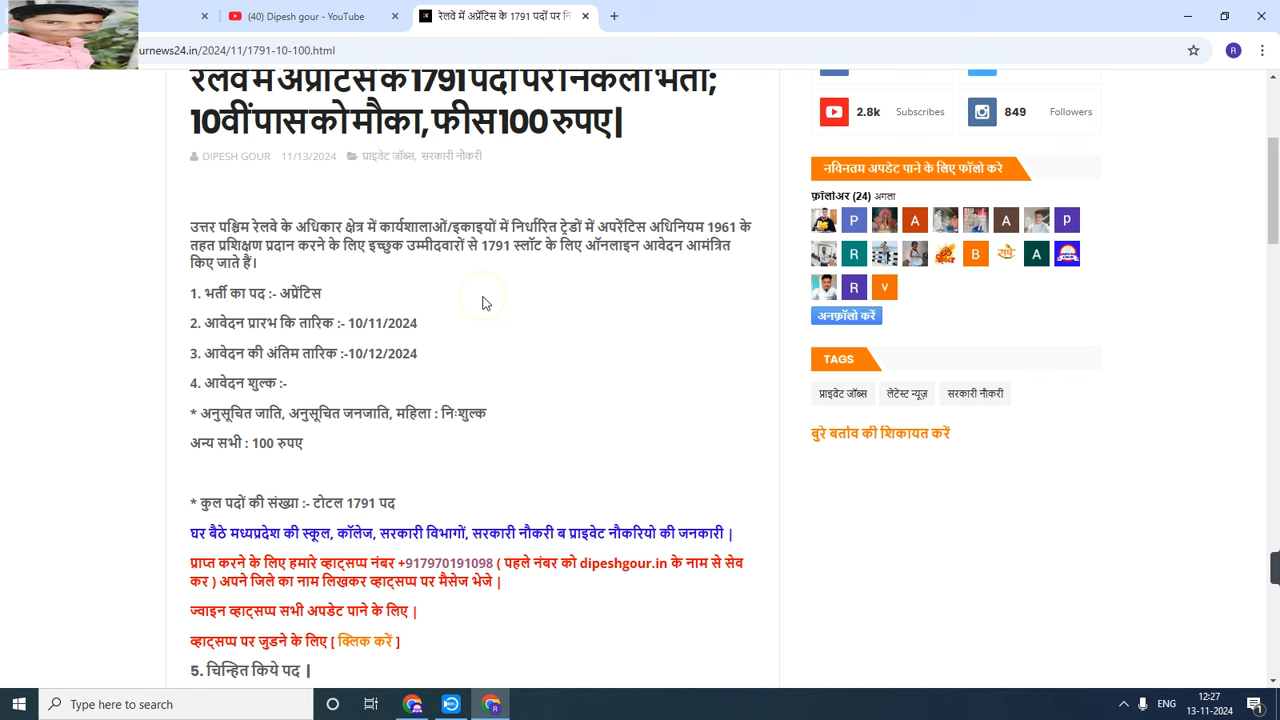 (40) Dipesh gour - YouTube
रेलवे में अप्रेंटिस के 1791 पदों पर नि
urnews24.in/2024/11/1791-10-100.html
R
रेलवे में अप्रेंटिस के 1791 पदों पर निकली भर्ती;
10वीं पास को मौका, फीस 100 रुपए|
DIPESH GOUR 11/13/2024 प्राइवेट जॉब्स, सरकारी नौकरी
उत्तर पश्चिम रेलवे के अधिकार क्षेत्र में कार्यशालाओं/इकाइयों में निर्धारित ट्रेडों में अपरेंटिस अधिनियम 1961 के
तहत प्रशिक्षण प्रदान करने के लिए इच्छुक उम्मीदवारों से 1791 स्लॉट के लिए ऑनलाइन आवेदन आमंत्रित
किए जाते हैं।
1. भर्ती का पद :- अप्रेंटिस
2. आवेदन प्रारभ कि तारिक :- 10/11/2024
3. आवेदन की अंतिम तारिक :-10/12/2024
4. आवेदन शुल्क :-
* अनुसूचित जाति, अनुसूचित जनजाति, महिला : निःशुल्क
अन्य सभी : 100 रुपए
* कुल पदों की संख्या :- टोटल 1791 पद
घर बैठे मध्यप्रदेश की स्कूल, कॉलेज, सरकारी विभागों, सरकारी नौकरी ब प्राइवेट नौकरियो की जनकारी |
प्राप्त करने के लिए हमारे व्हाट्सप्प नंबर +917970191098 ( पहले नंबर को dipeshgour.in के नाम से सेव
कर ) अपने जिले का नाम लिखकर व्हाट्सप्प पर मैसेज भेजे |
ज्वाइन व्हाट्सप्प सभी अपडेट पाने के लिए |
व्हाट्सप्प पर जुडने के लिए [ क्लिक करें ]
5. चिन्हित किये पद |
2.8k Subscribes
849 Followers
नविनतम अपडेट पाने के लिए फॉलो करे
फ़ॉलोअर (24) अगला
P A A P
R B राधे A
R V
अनफ़ॉलो करें
TAGS
प्राइवेट जॉब्स लेटेस्ट न्यूज़ सरकारी नौकरी
बुरे बर्ताव की शिकायत करें
Type here to search
ENG
12:27
13-11-2024